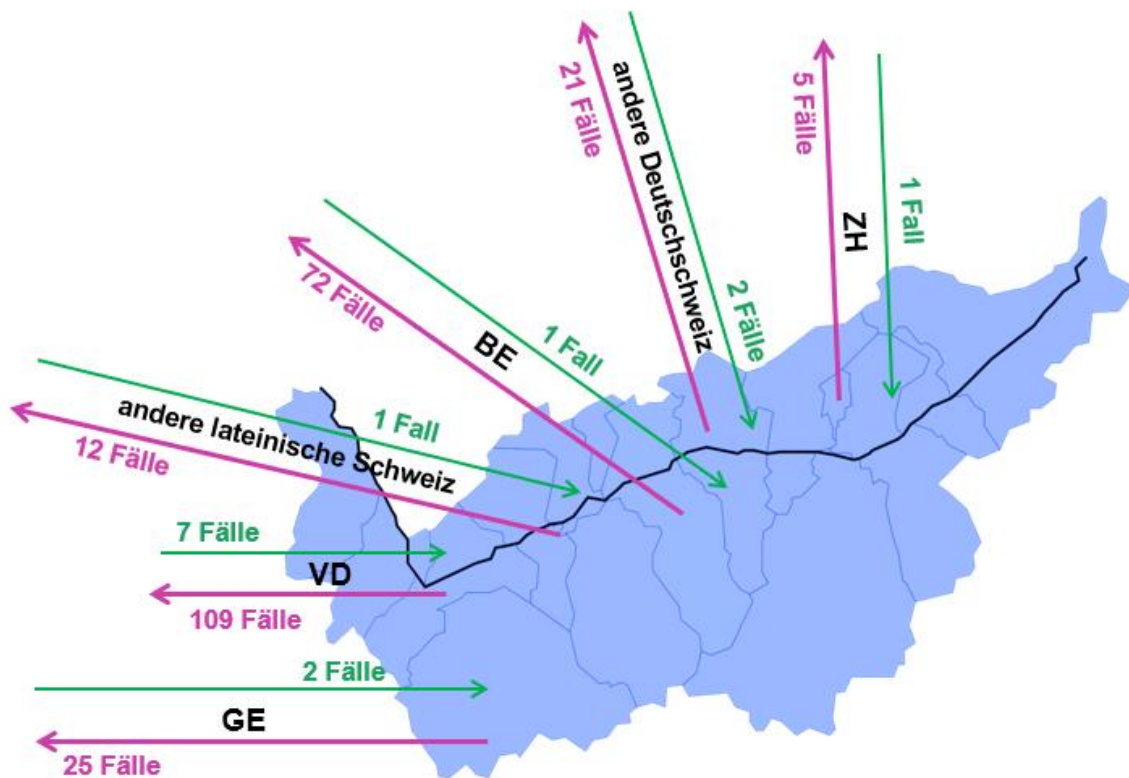 21 Fälle
andere Deutschschweiz
2 Fälle
5 Fälle
ZH
1 Fall
72 Fälle
BE
1 Fall
1 Fall
andere lateinische Schweiz
12 Fälle
7 Fälle
VD
109 Fälle
2 Fälle
GE
25 Fälle